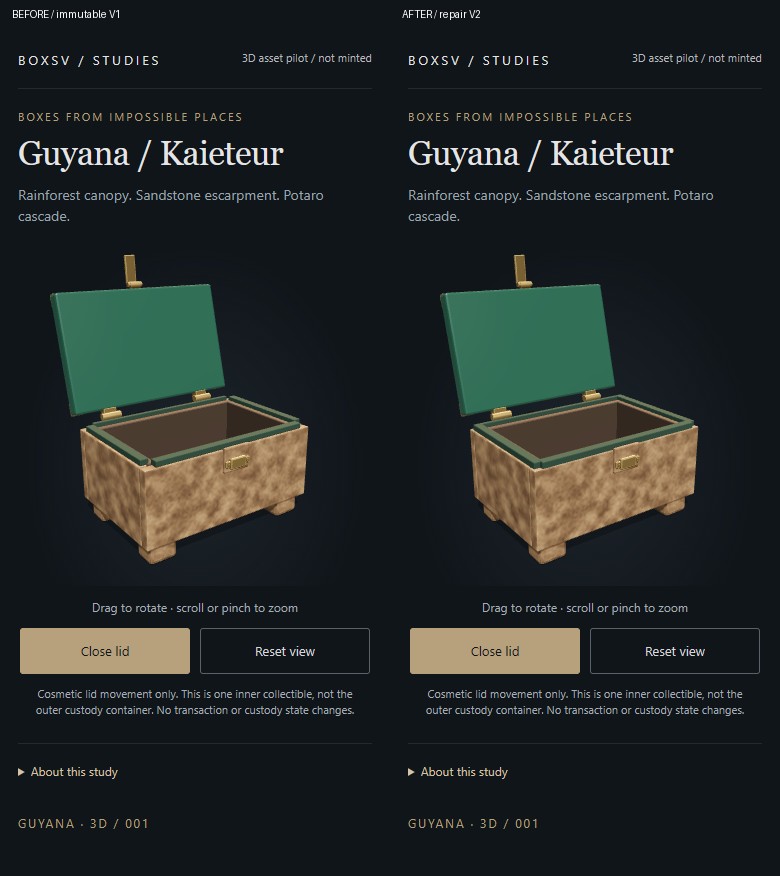 BEFORE / immutable V1
BOXSV / STUDIES
3D asset pilot / not minted
BOXES FROM IMPOSSIBLE PLACES
Guyana / Kaieteur
Rainforest canopy. Sandstone escarpment. Potaro
cascade.
Drag to rotate · scroll or pinch to zoom
Close lid
Reset view
Cosmetic lid movement only. This is one inner collectible, not the
outer custody container. No transaction or custody state changes.
About this study
GUYANA · 3D / 001
AFTER / repair V2
BOXSV / STUDIES
3D asset pilot / not minted
BOXES FROM IMPOSSIBLE PLACES
Guyana / Kaieteur
Rainforest canopy. Sandstone escarpment. Potaro
cascade.
Drag to rotate · scroll or pinch to zoom
Close lid
Reset view
Cosmetic lid movement only. This is one inner collectible, not the
outer custody container. No transaction or custody state changes.
About this study
GUYANA · 3D / 001